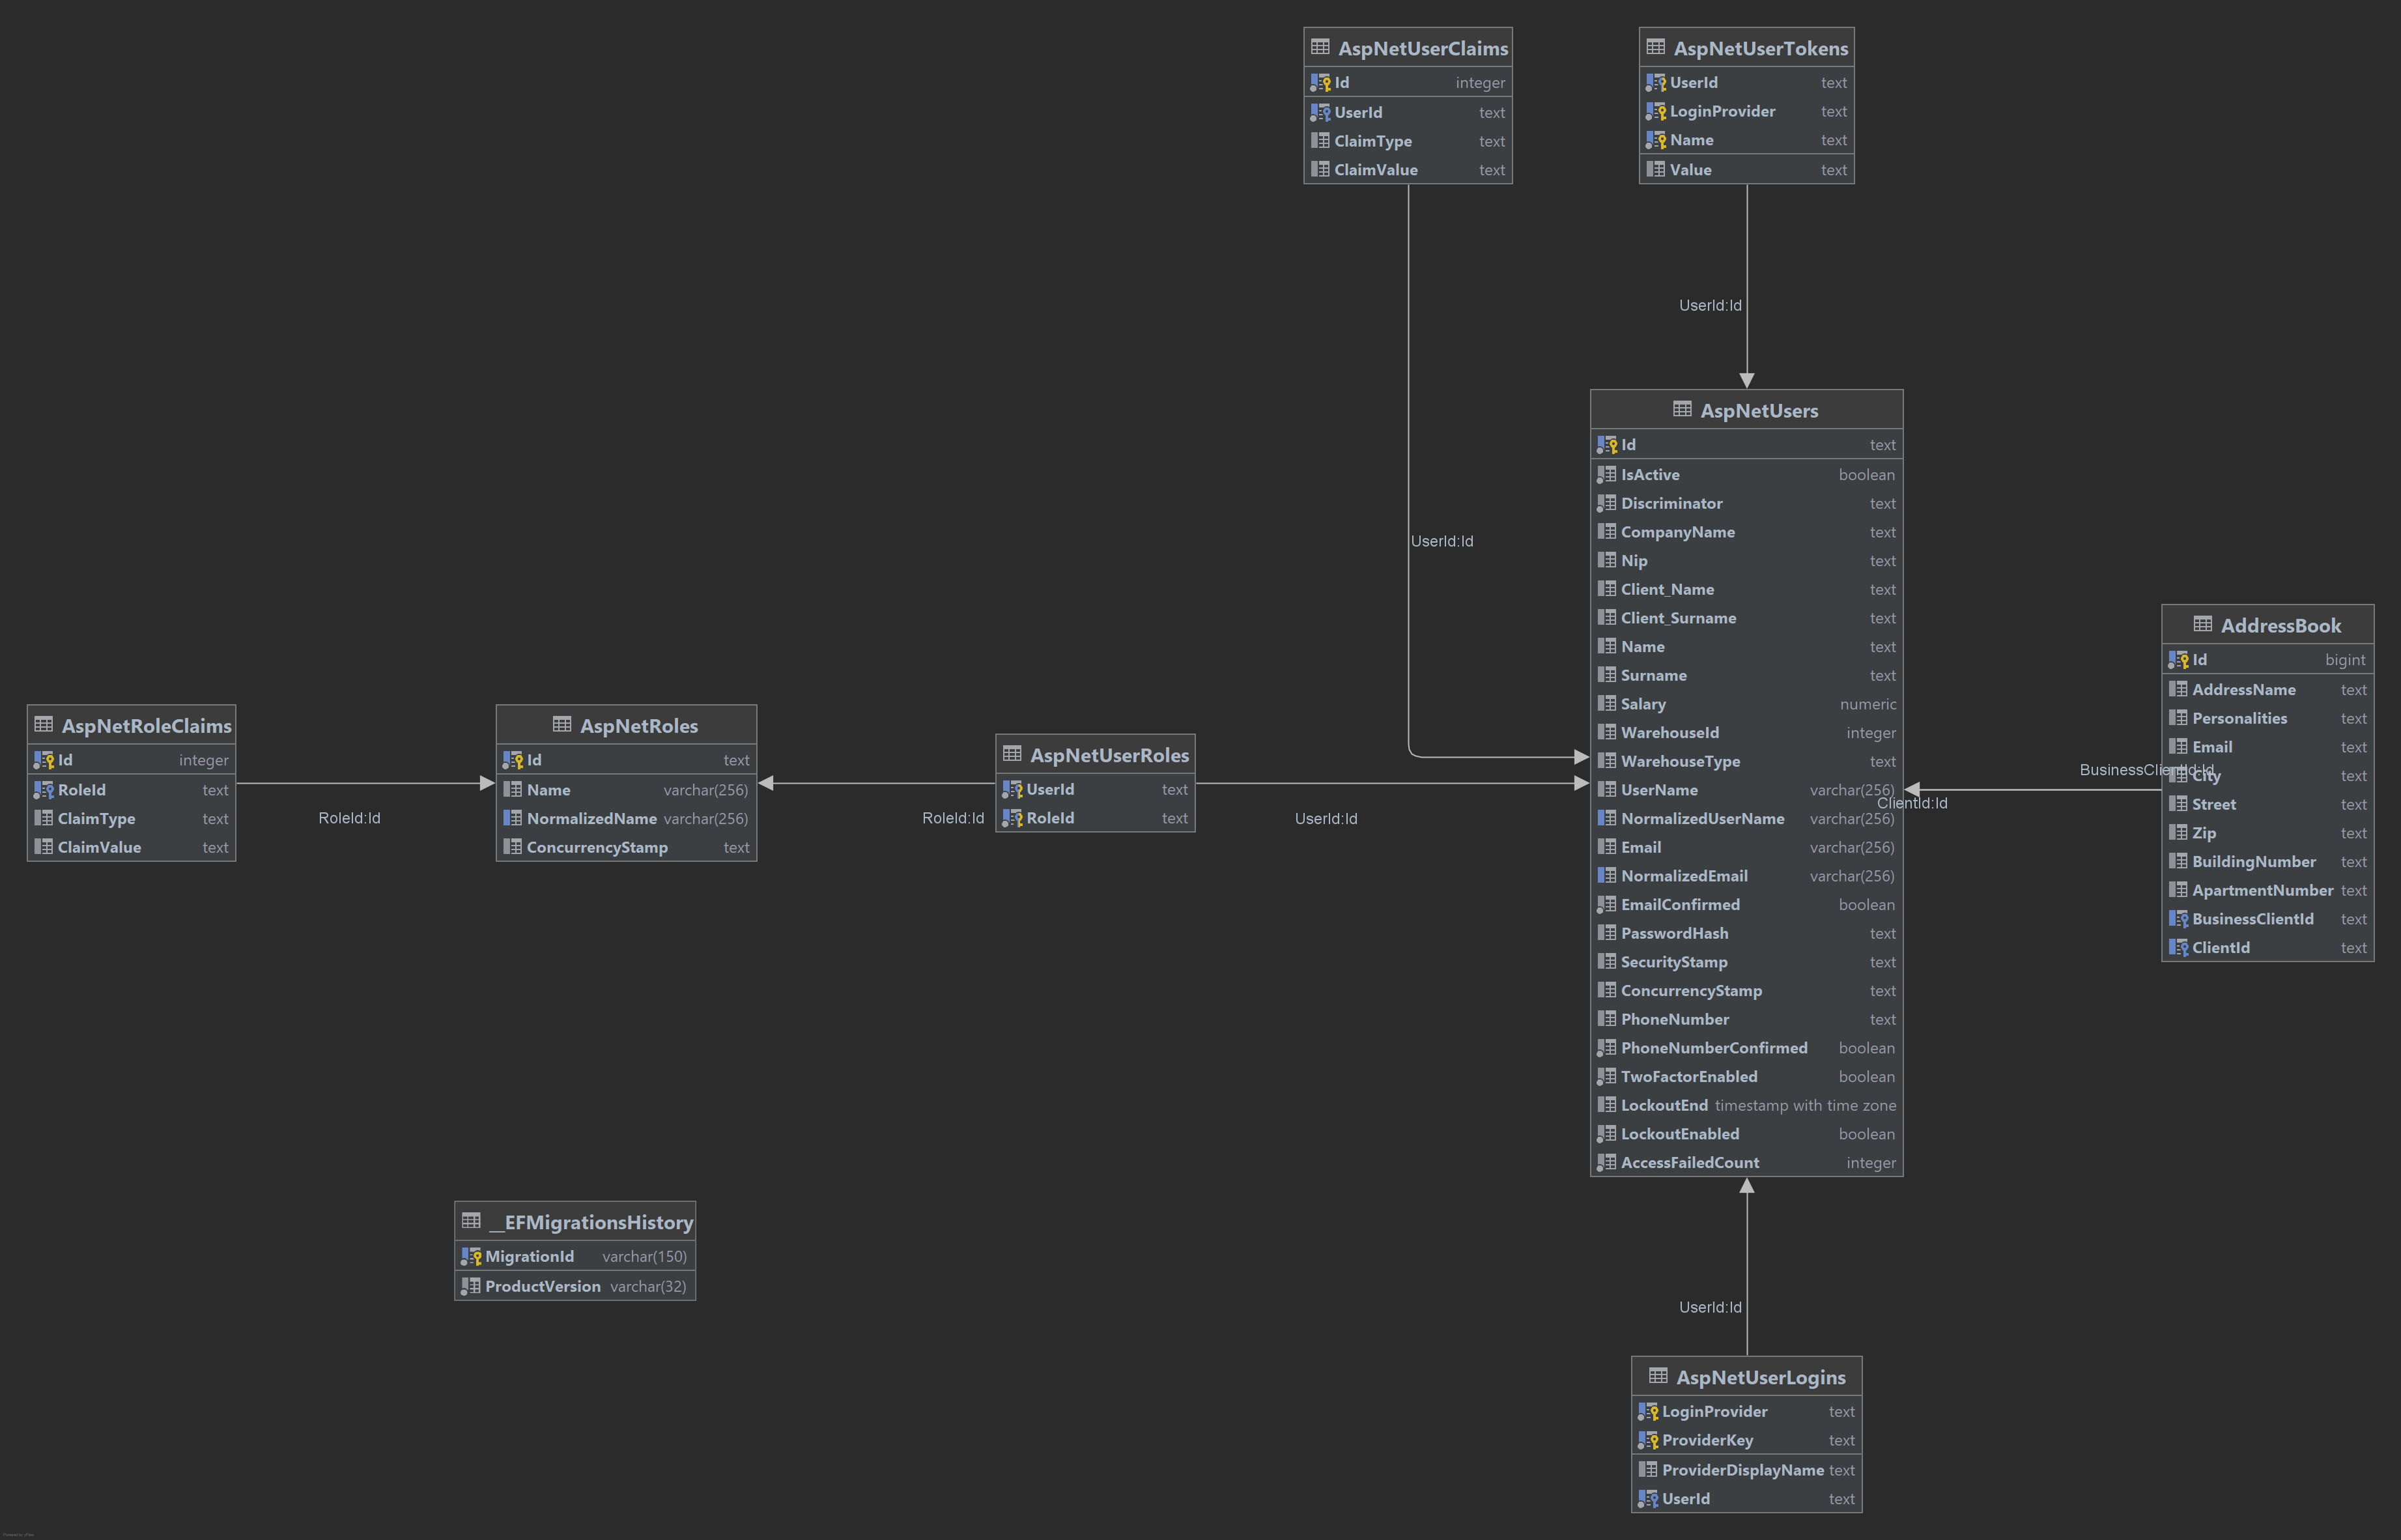 AspNetUserClaims
Id integer
UserId text
ClaimType text
ClaimValue text
AspNetUserTokens
UserId text
LoginProvider text
Name text
Value text
UserId:Id
UserId:Id
AspNetUsers
Id text
IsActive boolean
Discriminator text
CompanyName text
Nip text
Client_Name text
Client_Surname text
Name text
Surname text
Salary numeric
WarehouseId integer
WarehouseType text
UserName varchar(256)
NormalizedUserName varchar(256)
Email varchar(256)
NormalizedEmail varchar(256)
EmailConfirmed boolean
PasswordHash text
SecurityStamp text
ConcurrencyStamp text
PhoneNumber text
PhoneNumberConfirmed boolean
TwoFactorEnabled boolean
LockoutEnd timestamp with time zone
LockoutEnabled boolean
AccessFailedCount integer
AddressBook
Id bigint
AddressName text
Personalities text
Email text
City text
Street text
Zip text
BuildingNumber text
ApartmentNumber text
BusinessClientId text
ClientId text
BusinessClientId:Id
ClientId:Id
AspNetRoleClaims
Id integer
RoleId text
ClaimType text
ClaimValue text
RoleId:Id
AspNetRoles
Id text
Name varchar(256)
NormalizedName varchar(256)
ConcurrencyStamp text
RoleId:Id
AspNetUserRoles
UserId text
RoleId text
UserId:Id
__EFMigrationsHistory
MigrationId varchar(150)
ProductVersion varchar(32)
UserId:Id
AspNetUserLogins
LoginProvider text
ProviderKey text
ProviderDisplayName text
UserId text